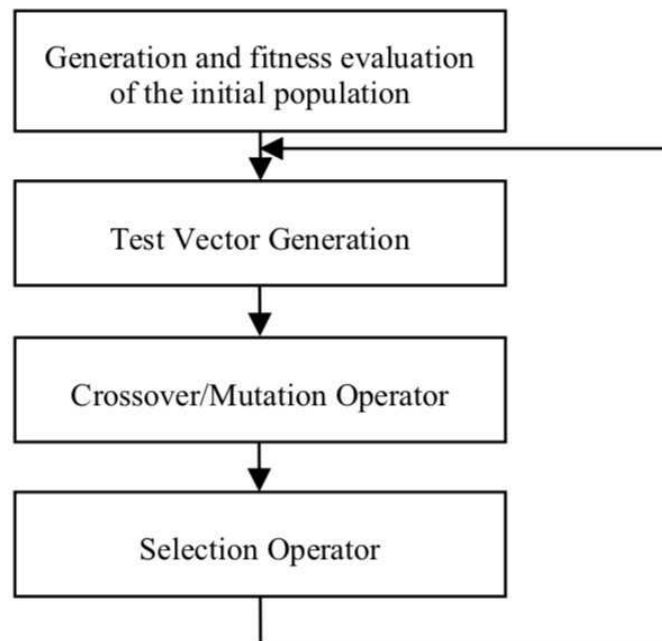 Generation and fitness evaluation
of the initial population
Test Vector Generation
Crossover/Mutation Operator
Selection Operator